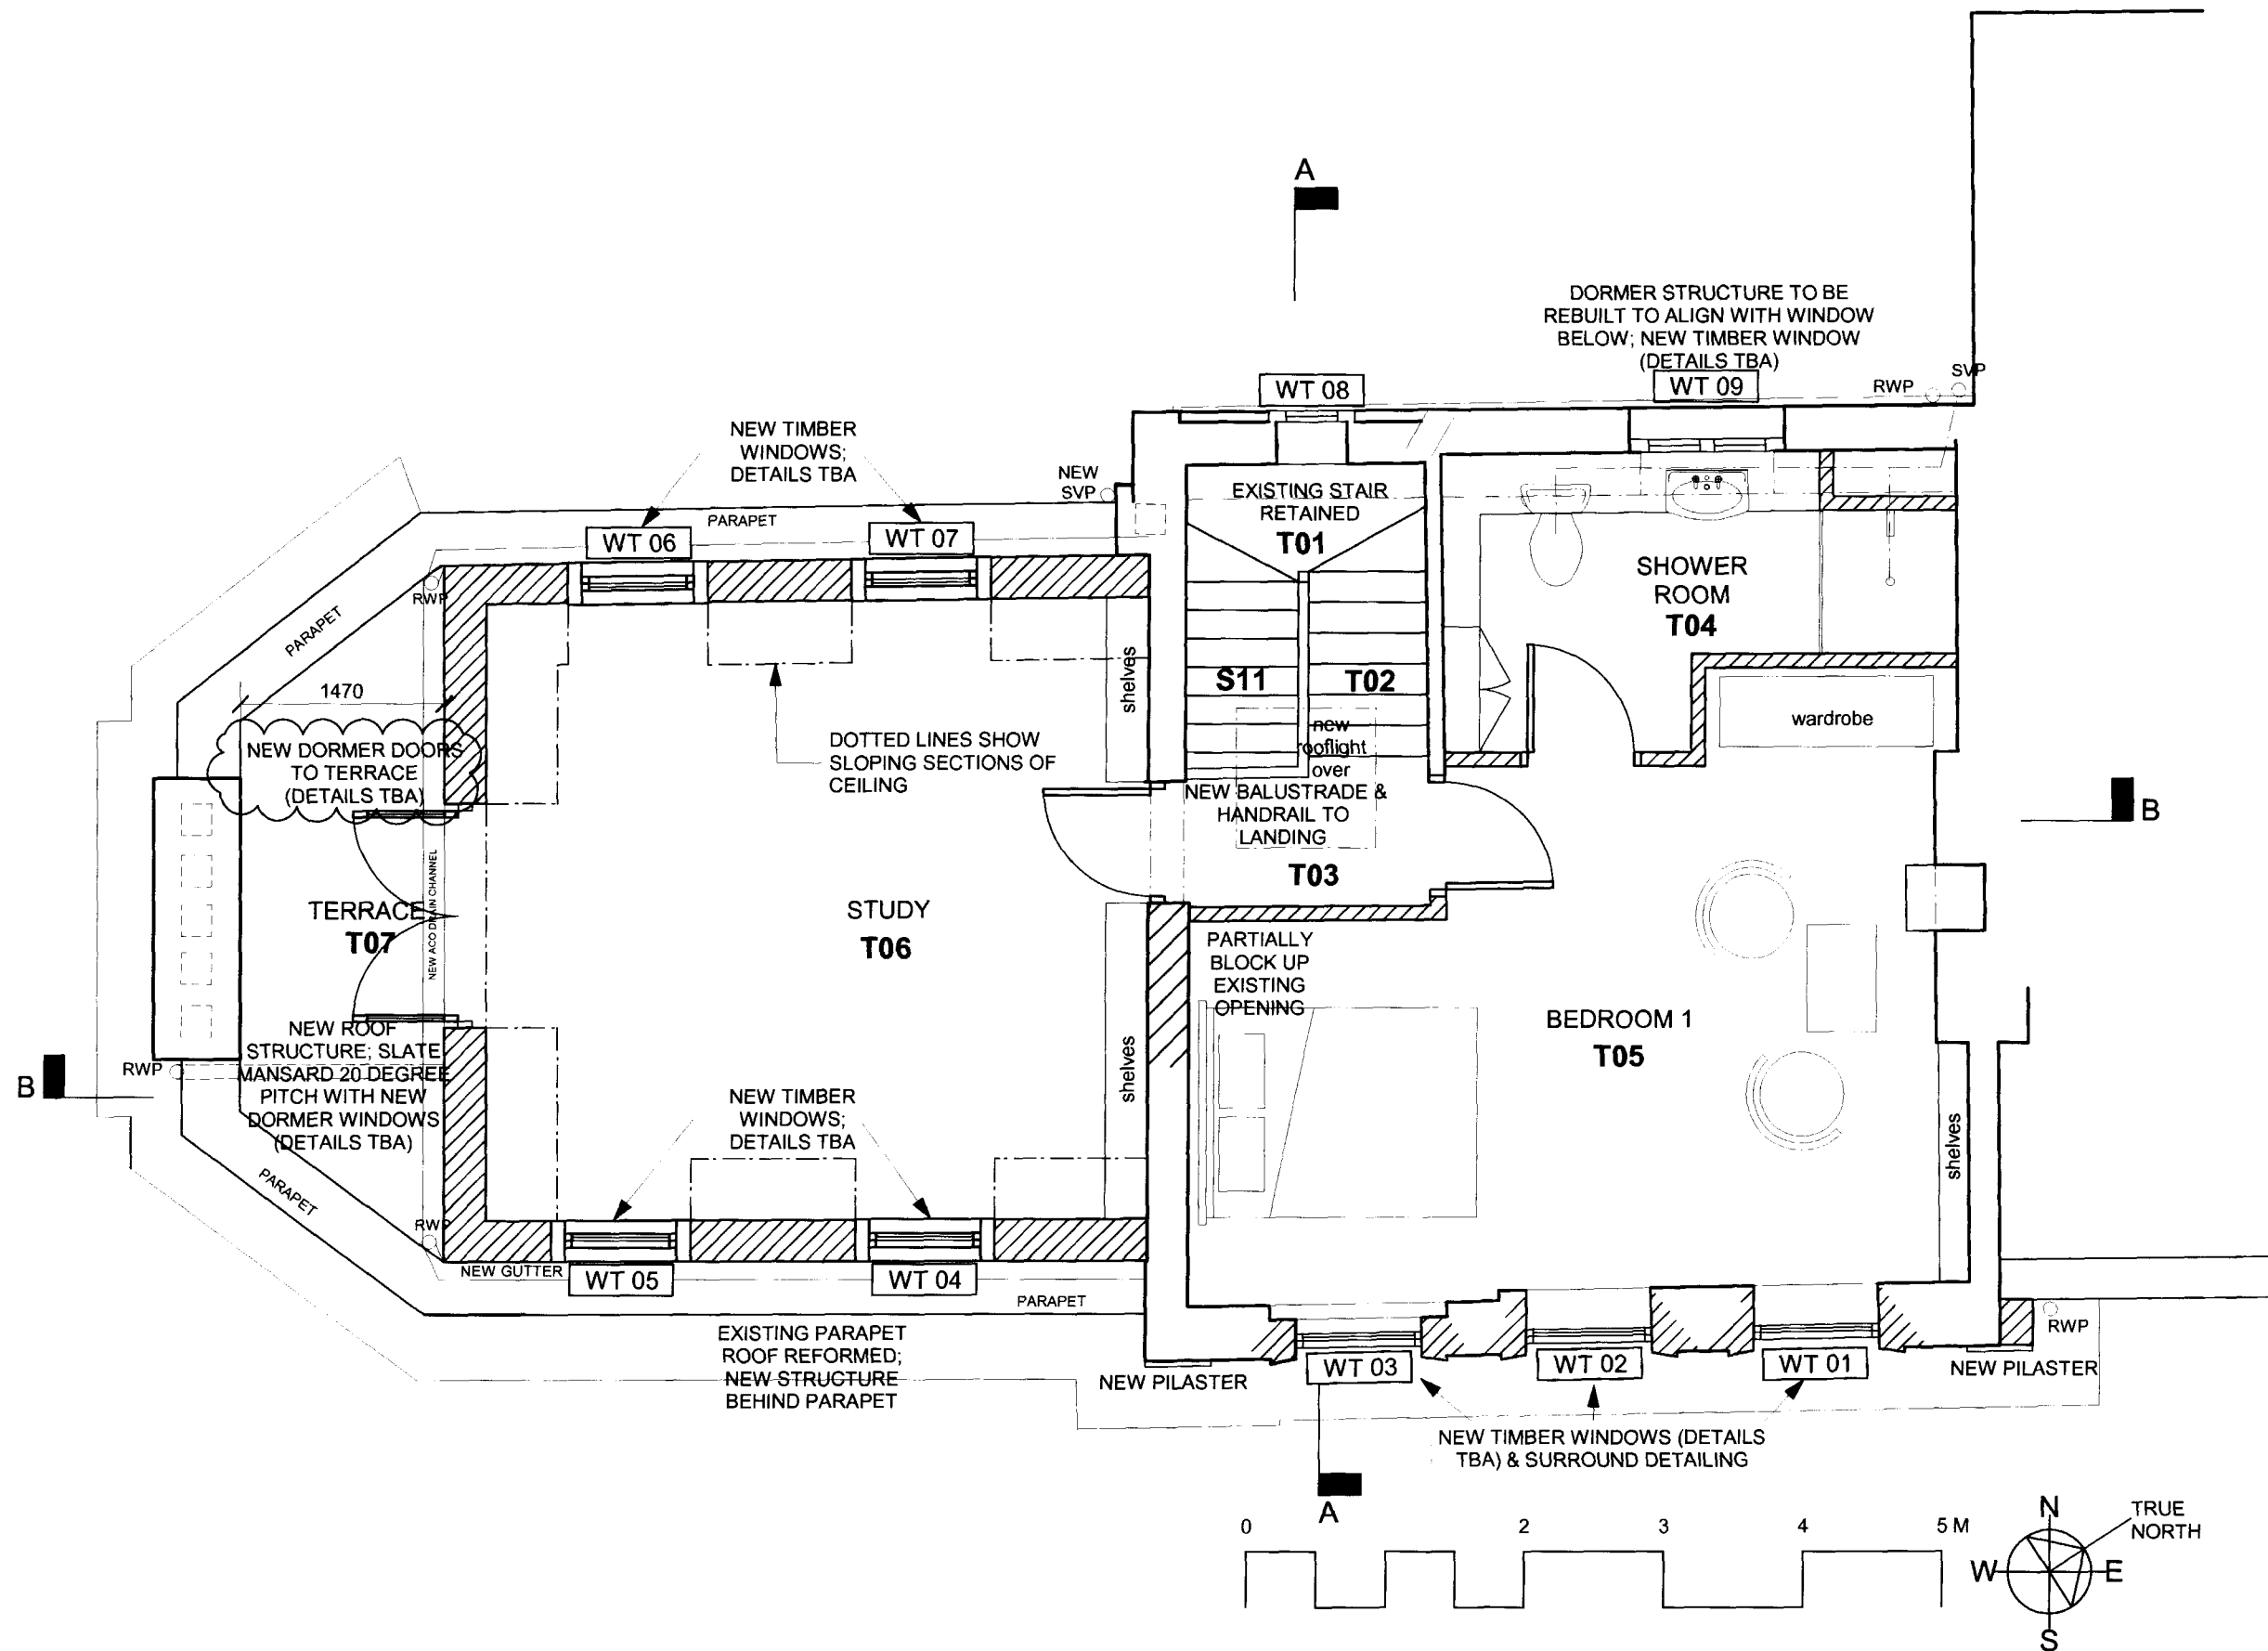 A
DORMER STRUCTURE TO BE
REBUILT TO ALIGN WITH WINDOW
BELOW; NEW TIMBER WINDOW
(DETAILS TBA)
WT 08
WT 09
RWP
SVP
NEW TIMBER
WINDOWS;
DETAILS TBA
NEW
SVP
PARAPET
WT 06
WT 07
EXISTING STAIR
RETAINED
T01
SHOWER
ROOM
T04
RWP
PARAPET
shelves
S11
T02
1470
wardrobe
new
rooflight
over
NEW DORMER DOORS
TO TERRACE
(DETAILS TBA)
DOTTED LINES SHOW
SLOPING SECTIONS OF
CEILING
NEW BALUSTRADE &
HANDRAIL TO
LANDING
B
T03
NEW ACO DRAIN CHANNEL
TERRACE
T07
STUDY
T06
PARTIALLY
BLOCK UP
EXISTING
OPENING
BEDROOM 1
T05
NEW ROOF
STRUCTURE; SLATE
MANSARD 20 DEGREE
PITCH WITH NEW
DORMER WINDOWS
(DETAILS TBA)
RWP
B
shelves
NEW TIMBER
WINDOWS;
DETAILS TBA
shelves
PARAPET
RWP
NEW GUTTER
WT 05
WT 04
PARAPET
RWP
EXISTING PARAPET
ROOF REFORMED;
NEW STRUCTURE
BEHIND PARAPET
NEW PILASTER
WT 03
WT 02
WT 01
NEW PILASTER
NEW TIMBER WINDOWS (DETAILS
TBA) & SURROUND DETAILING
A
0
2
3
4
5 M
N
TRUE
NORTH
W
E
S